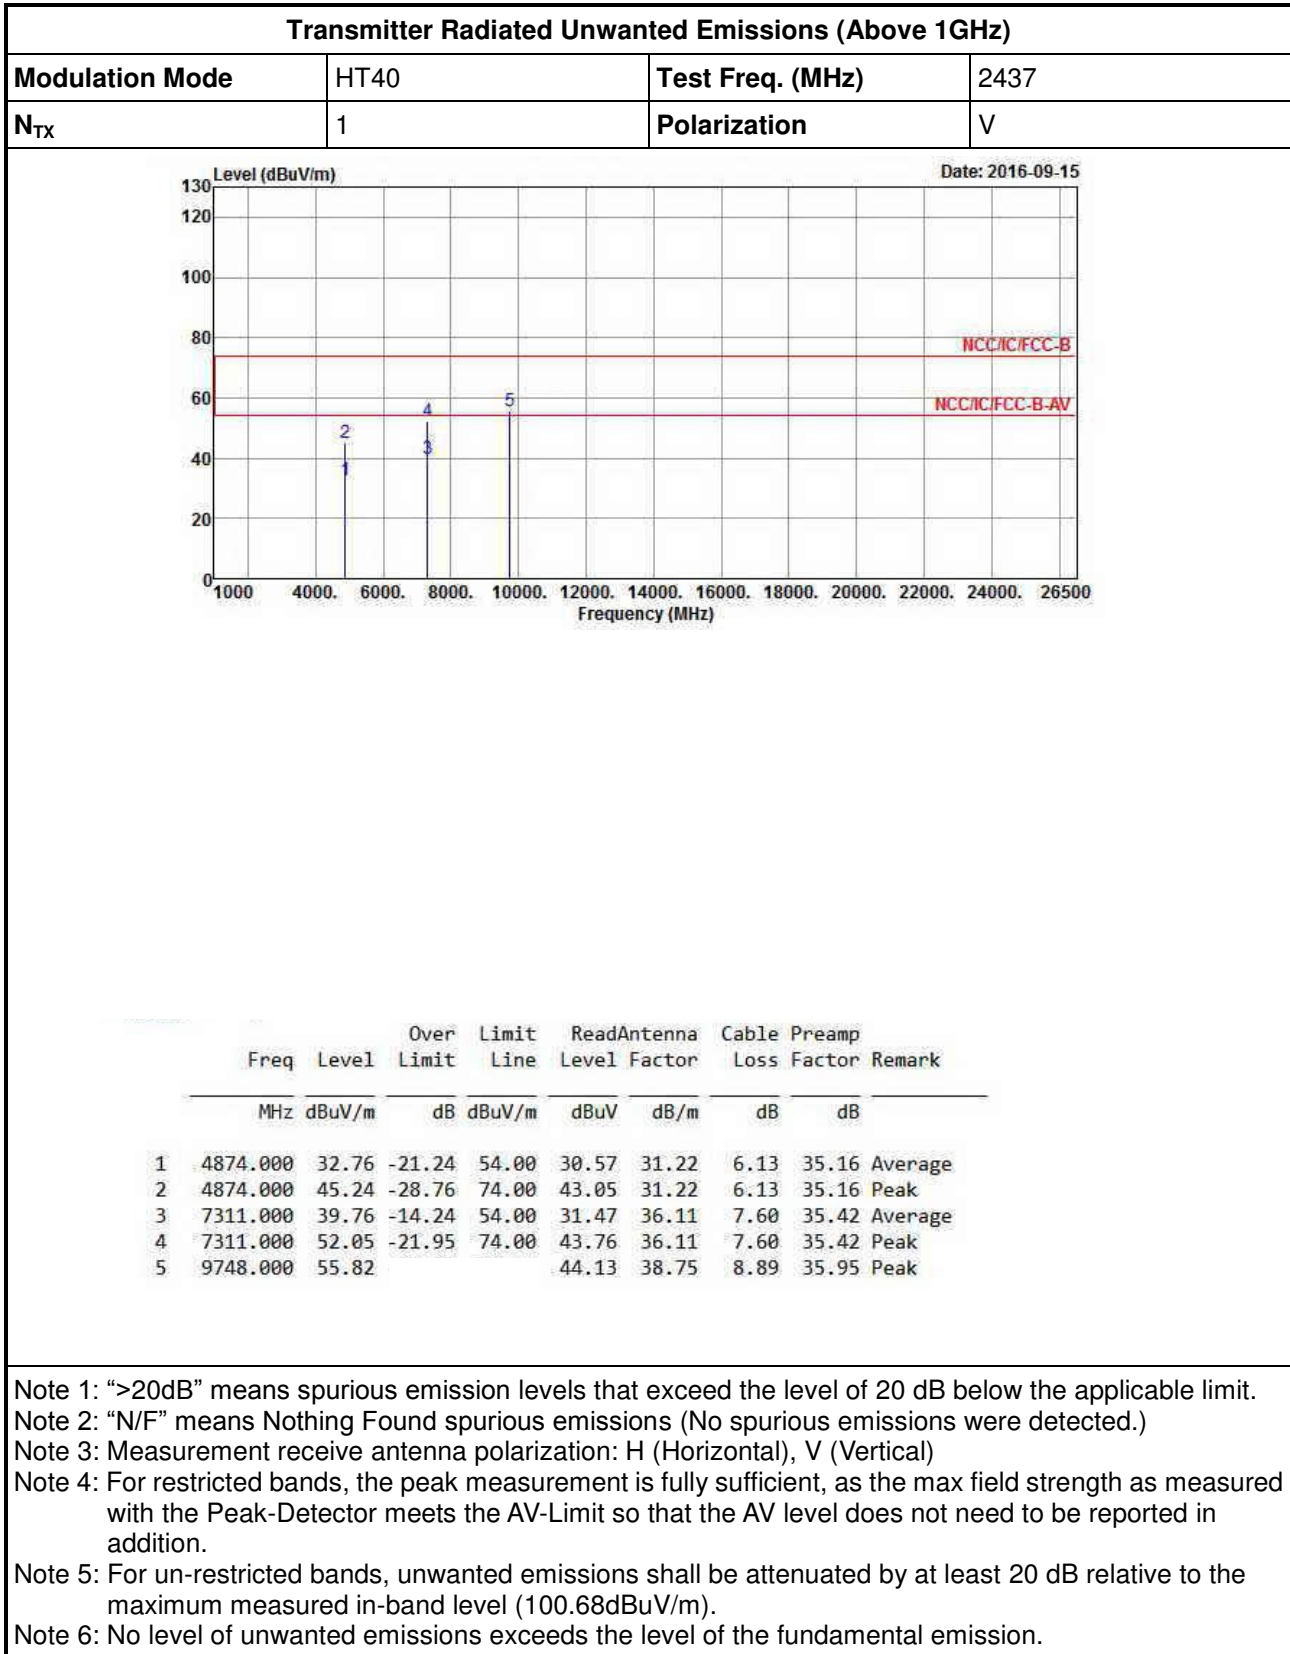 Transmitter Radiated Unwanted Emissions (Above 1GHz)
Modulation Mode HT40 Test Freq. (MHz) 2437
NTX 1 Polarization V
Level (dBuV/m) Date: 2016-09-15
130
120
100
80
60
40
20
0
NCC/IC/FCC-B
NCC/IC/FCC-B-AV
1
2
3
4
5
1000 4000. 6000. 8000. 10000. 12000. 14000. 16000. 18000. 20000. 22000. 24000. 26500
Frequency (MHz)
Over Limit ReadAntenna Cable Preamp
Freq Level Limit Line Level Factor Loss Factor Remark
MHz dBuV/m dB dBuV/m dBuV dB/m dB dB
1 4874.000 32.76 -21.24 54.00 30.57 31.22 6.13 35.16 Average
2 4874.000 45.24 -28.76 74.00 43.05 31.22 6.13 35.16 Peak
3 7311.000 39.76 -14.24 54.00 31.47 36.11 7.60 35.42 Average
4 7311.000 52.05 -21.95 74.00 43.76 36.11 7.60 35.42 Peak
5 9748.000 55.82 44.13 38.75 8.89 35.95 Peak
Note 1: “>20dB” means spurious emission levels that exceed the level of 20 dB below the applicable limit.
Note 2: “N/F” means Nothing Found spurious emissions (No spurious emissions were detected.)
Note 3: Measurement receive antenna polarization: H (Horizontal), V (Vertical)
Note 4: For restricted bands, the peak measurement is fully sufficient, as the max field strength as measured
with the Peak-Detector meets the AV-Limit so that the AV level does not need to be reported in
addition.
Note 5: For un-restricted bands, unwanted emissions shall be attenuated by at least 20 dB relative to the
maximum measured in-band level (100.68dBuV/m).
Note 6: No level of unwanted emissions exceeds the level of the fundamental emission.